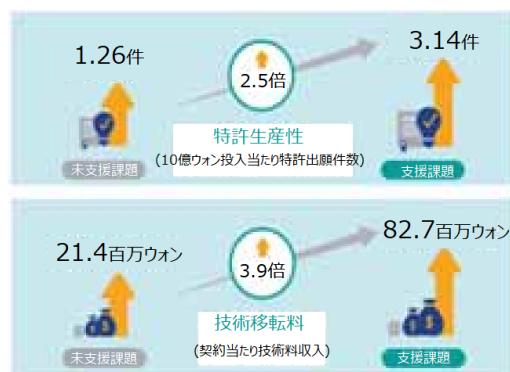 1.26件
2.5倍
3.14件
特許生産性
(10億ウォン投入当たり特許出願件数)
未支援課題
支援課題
21.4百万ウォン
3.9倍
82.7百万ウォン
技術移転料
(契約当たり技術料収入)
未支援課題
支援課題